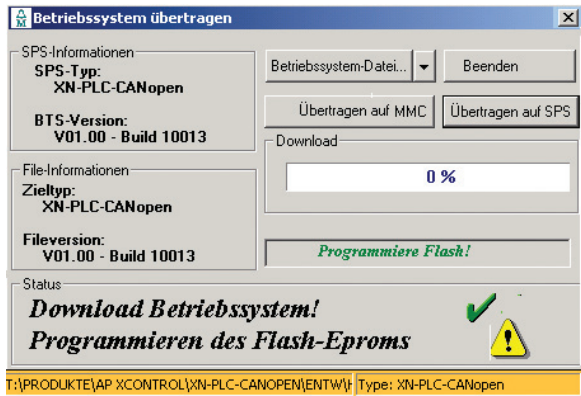 Betriebssystem übertragen
SPS-Informationen
SPS-Typ:
XN-PLC-CANopen
BTS-Version:
V01.00 - Build 10013
File-Informationen
Zieltyp:
XN-PLC-CANopen
Fileversion:
V01.00 - Build 10013
Betriebssystem-Datei...
Beenden
Übertragen auf MMC
Übertragen auf SPS
Download
0 %
Programmiere Flash!
Status
Download Betriebssystem!
Programmieren des
Flash-Eproms
T:\PRODUKTE\AP XCONTROL\XN-PLC-CANOPEN\ENTW\
Type: XN-PLC-CANopen